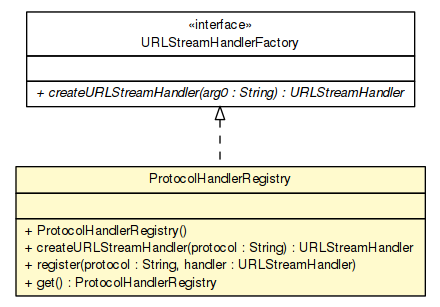 «interface»
URLStreamHandlerFactory
+ createURLStreamHandler(arg0 : String) : URLStreamHandler
ProtocolHandlerRegistry
+ ProtocolHandlerRegistry()
+ createURLStreamHandler(protocol : String) : URLStreamHandler
+ register(protocol : String, handler : URLStreamHandler)
+ get() : ProtocolHandlerRegistry